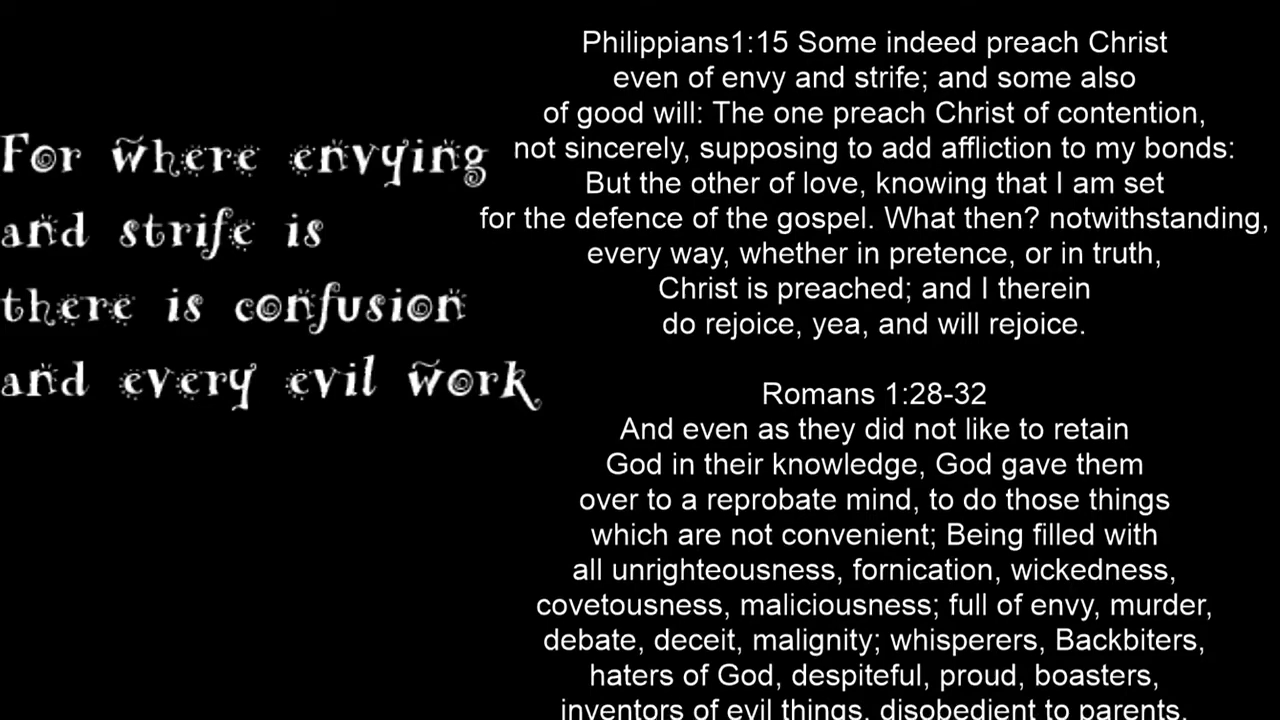 For where envying
and strife is
there is confusion
and every evil work
Philippians1:15 Some indeed preach Christ
even of envy and strife; and some also
of good will: The one preach Christ of contention,
not sincerely, supposing to add affliction to my bonds:
But the other of love, knowing that I am set
for the defence of the gospel. What then? notwithstanding,
every way, whether in pretence, or in truth,
Christ is preached; and I therein
do rejoice, yea, and will rejoice.
Romans 1:28-32
And even as they did not like to retain
God in their knowledge, God gave them
over to a reprobate mind, to do those things
which are not convenient; Being filled with
all unrighteousness, fornication, wickedness,
covetousness, maliciousness; full of envy, murder,
debate, deceit, malignity; whisperers, Backbiters,
haters of God, despiteful, proud, boasters,
inventors of evil things, disobedient to parents,